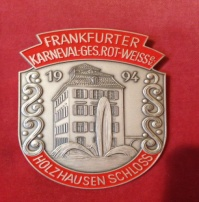 FRANKFURTER
KARNEVAL-GES. ROT-WEISS
19 94
HOLZHAUSEN SCHLOSS